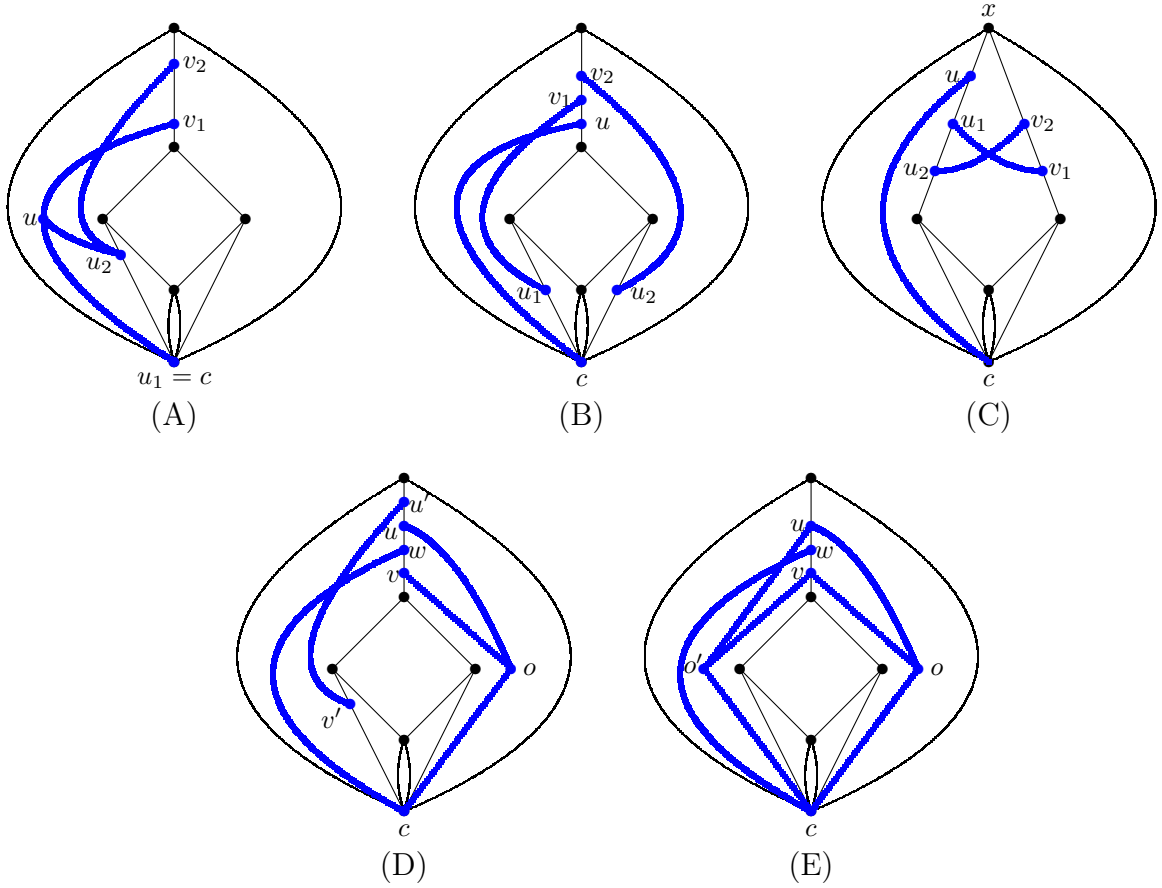 v₂
v₁
u
u₂
u₁ = c
(A)
v₂
v₁
u
u₁
u₂
c
(B)
x
u
u₁
v₂
u₂
v₁
c
(C)
u′
u
w
v
o
v′
c
(D)
u
w
v
o′
o
c
(E)